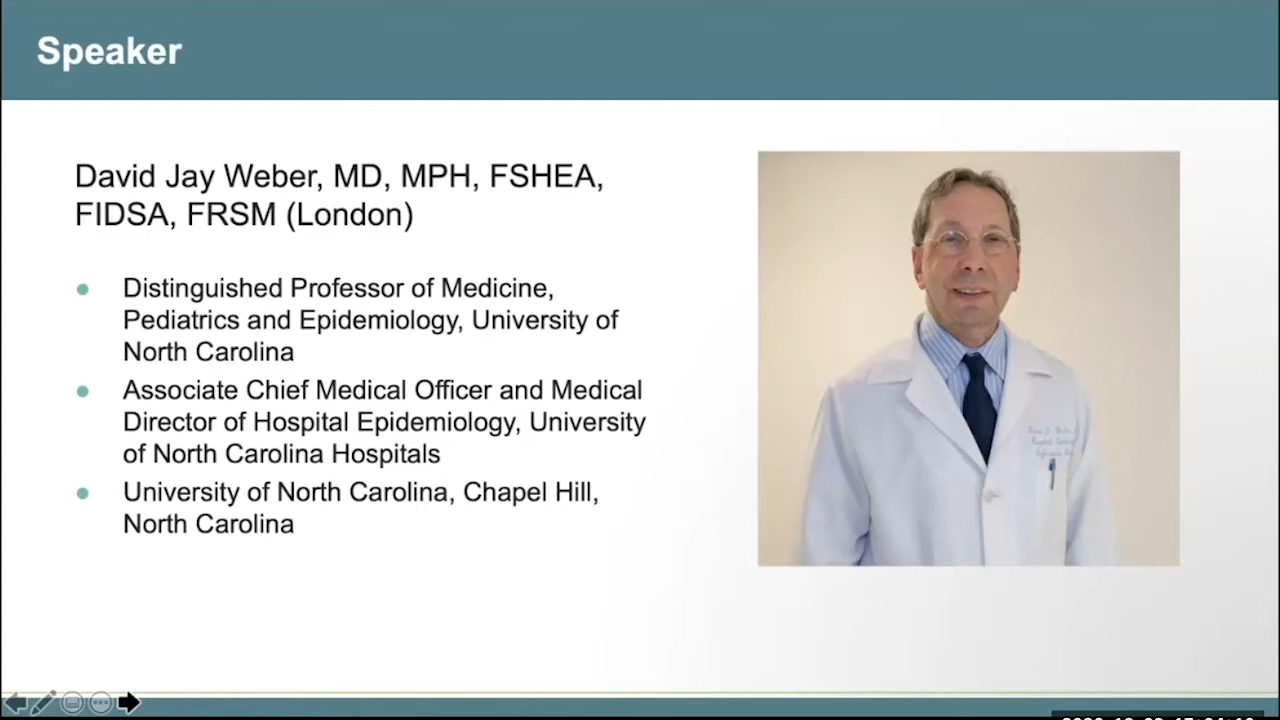 Speaker
David Jay Weber, MD, MPH, FSHEA,
FIDSA, FRSM (London)
Distinguished Professor of Medicine,
Pediatrics and Epidemiology, University of
North Carolina
Associate Chief Medical Officer and Medical
Director of Hospital Epidemiology, University
of North Carolina Hospitals
University of North Carolina, Chapel Hill,
North Carolina